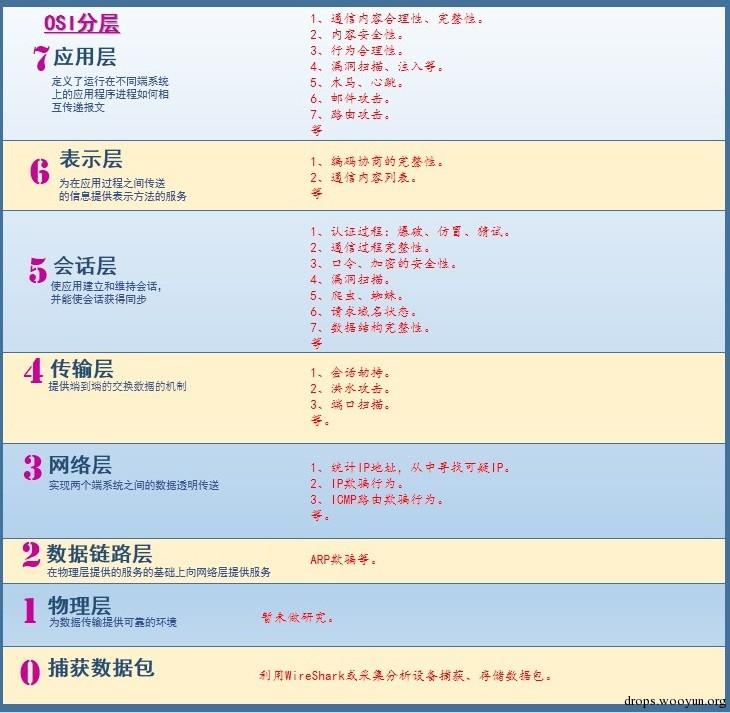 OSI分层
7 应用层
定义了运行在不同端系统
上的应用程序进程如何相
互传递报文
1、通信内容合理性、完整性。
2、内容安全性。
3、行为合理性。
4、漏洞扫描、注入等。
5、木马、心跳。
6、邮件攻击。
7、路由攻击。
等
6 表示层
为在应用过程之间传送
的信息提供表示方法的服务
1、编码协商的完整性。
2、通信内容列表。
等
5 会话层
使应用建立和维持会话，
并能使会话获得同步
1、认证过程：爆破、仿冒、猜试。
2、通信过程完整性。
3、口令、加密的安全性。
4、漏洞扫描。
5、爬虫、蜘蛛。
6、请求域名状态。
7、数据结构完整性。
等
4 传输层
提供端到端的交换数据的机制
1、会话劫持。
2、洪水攻击。
3、端口扫描。
等。
3 网络层
实现两个端系统之间的数据透明传送
1、统计IP地址，从中寻找可疑IP。
2、IP欺骗行为。
3、ICMP路由欺骗行为。
等。
2 数据链路层
在物理层提供的服务的基础上向网络层提供服务
ARP欺骗等。
1 物理层
为数据传输提供可靠的环境
暂未做研究。
0 捕获数据包
利用WireShark或采集分析设备捕获、存储数据包。
drops.wooyun.org